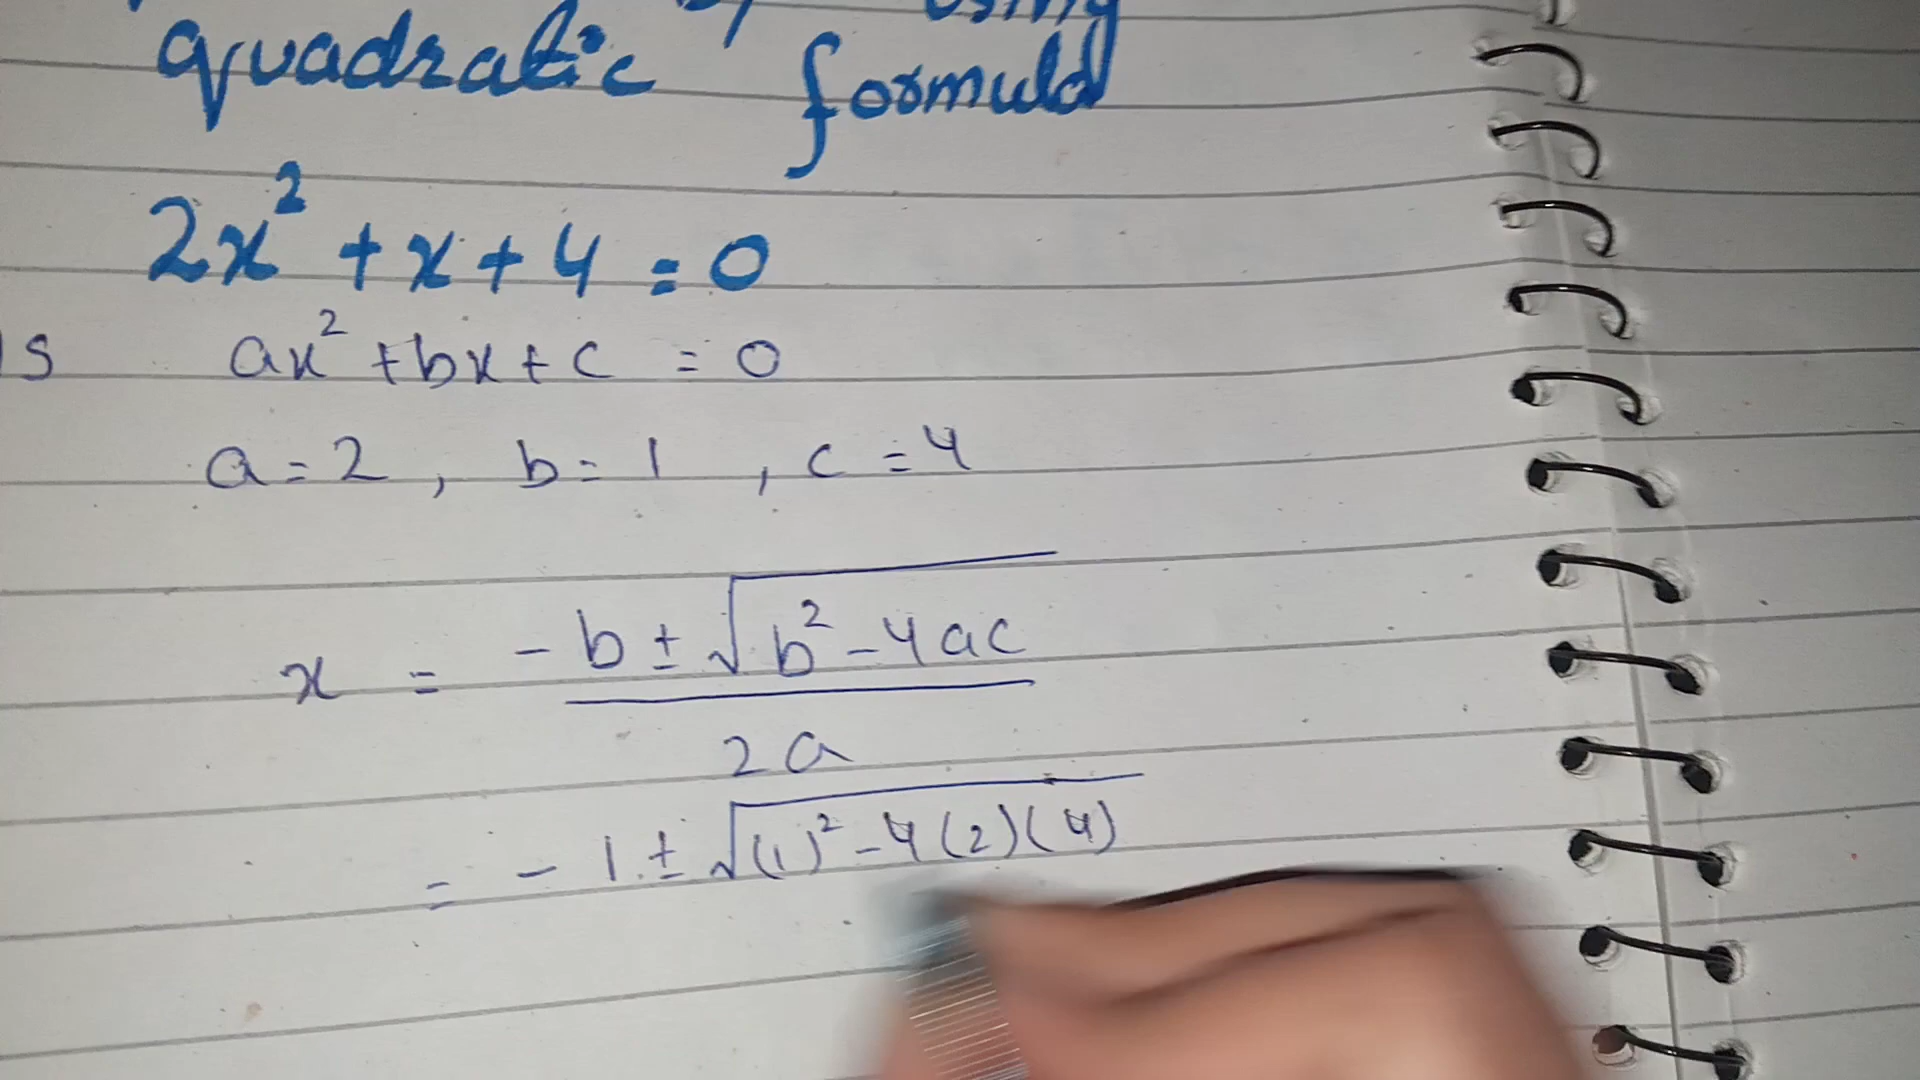 using
quadratic formula
2x² + x + 4 = 0
s ax² + bx + c = 0
a = 2 , b = 1 , c = 4
x = -b ± √b² - 4ac
2a
= -1 ± √(1)² - 4(2)(4)